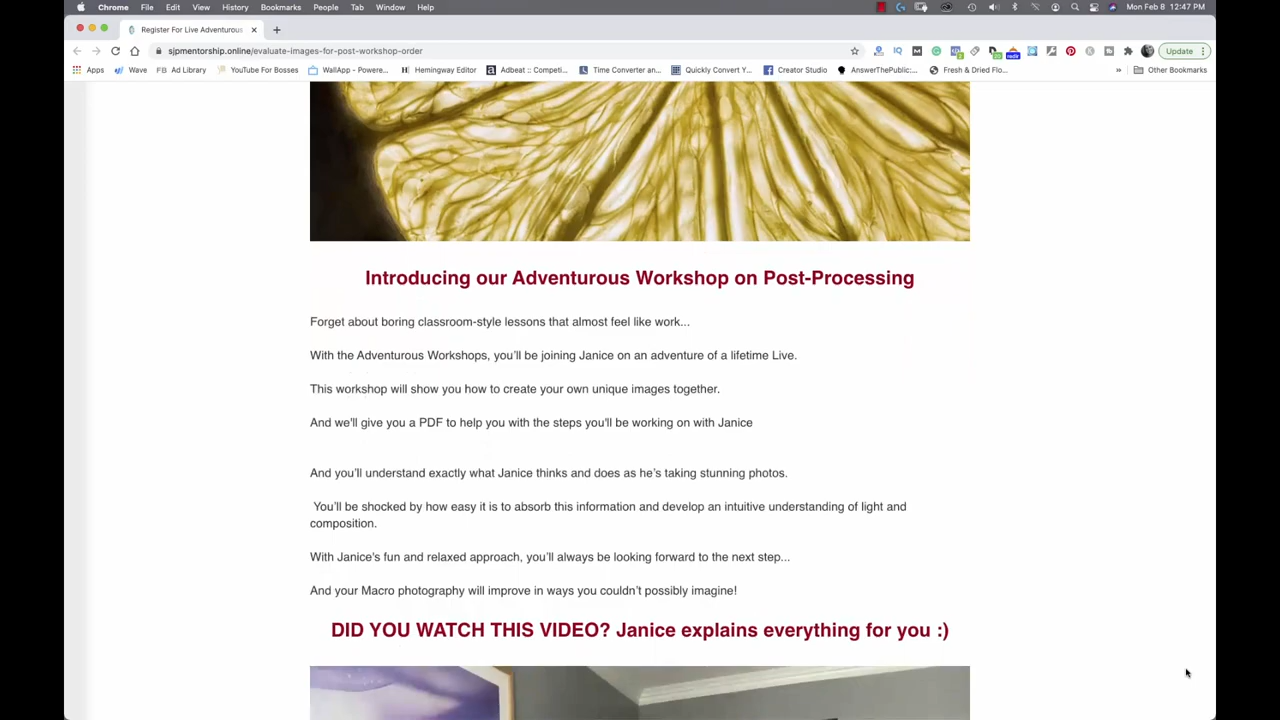 Chrome File Edit View History Bookmarks People Tab Window Help Mon Feb 8 12:47 PM
Register For Live Adventurous
sjpmentorship.online/evaluate-images-for-post-workshop-order Update
Apps Wave Ad Library YouTube For Bosses WallApp - Powere... Hemingway Editor Adbeat :: Competi... Time Converter an... Quickly Convert Y... Creator Studio AnswerThePublic:... Fresh & Dried Flo... » Other Bookmarks
Introducing our Adventurous Workshop on Post-Processing
Forget about boring classroom-style lessons that almost feel like work...
With the Adventurous Workshops, you'll be joining Janice on an adventure of a lifetime Live.
This workshop will show you how to create your own unique images together.
And we'll give you a PDF to help you with the steps you'll be working on with Janice
And you'll understand exactly what Janice thinks and does as he's taking stunning photos.
You'll be shocked by how easy it is to absorb this information and develop an intuitive understanding of light and
composition.
With Janice's fun and relaxed approach, you'll always be looking forward to the next step...
And your Macro photography will improve in ways you couldn't possibly imagine!
DID YOU WATCH THIS VIDEO? Janice explains everything for you :)